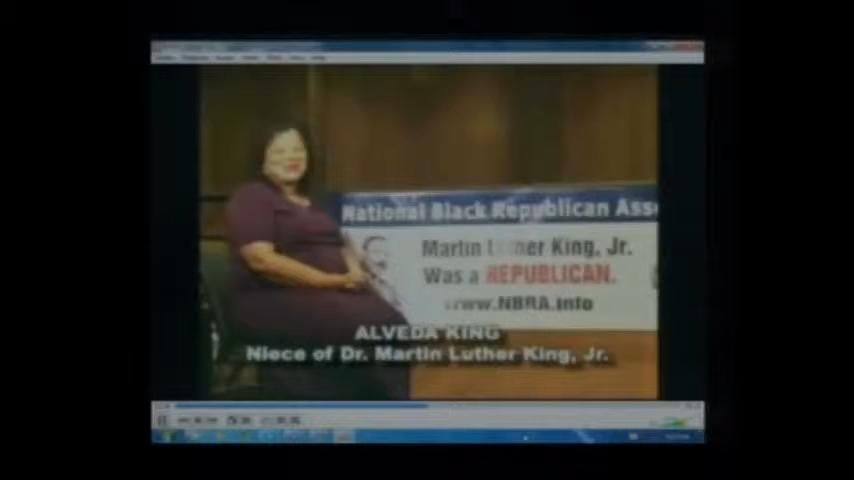 National Black Republican Ass
Martin Luther King, Jr.
Was a REPUBLICAN.
www.NBRA.info
ALVEDA KING
Niece of Dr. Martin Luther King, Jr.